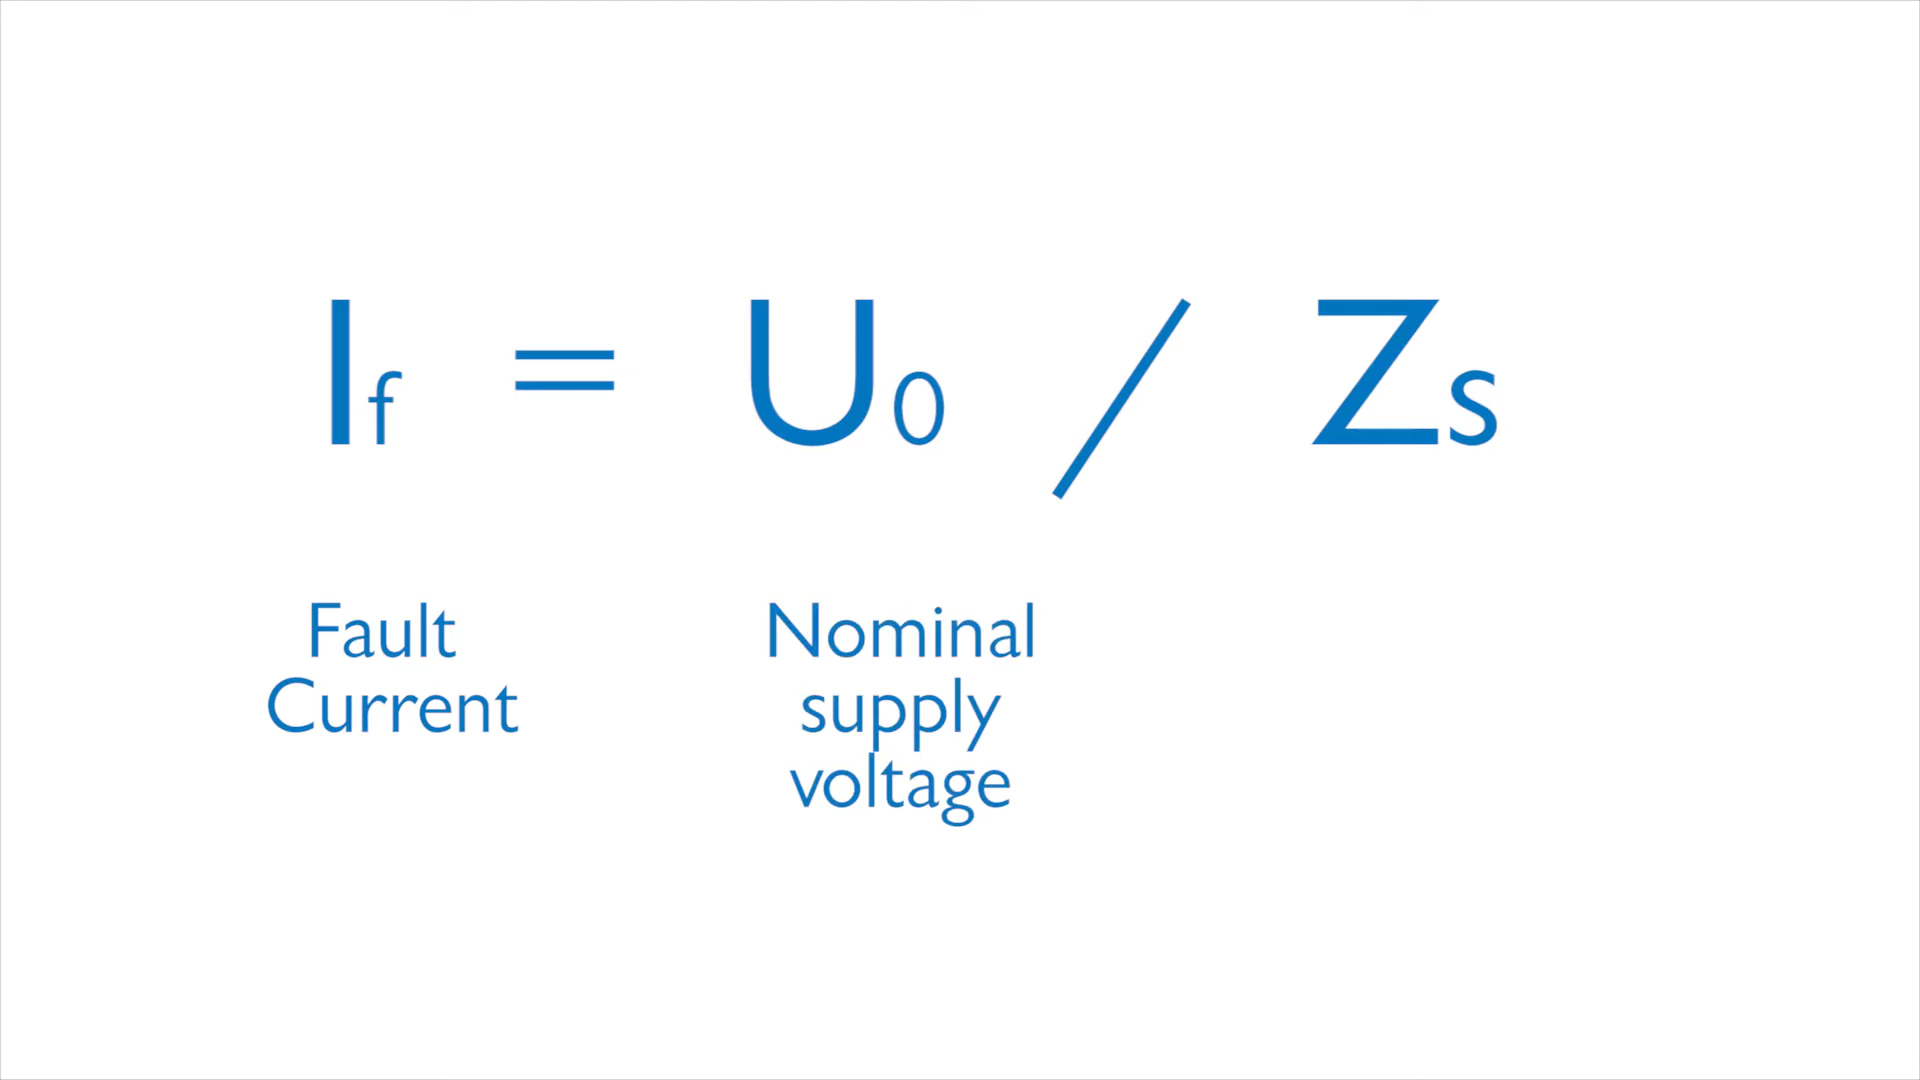 If = U0 / Zs
Fault
Current
Nominal
supply
voltage